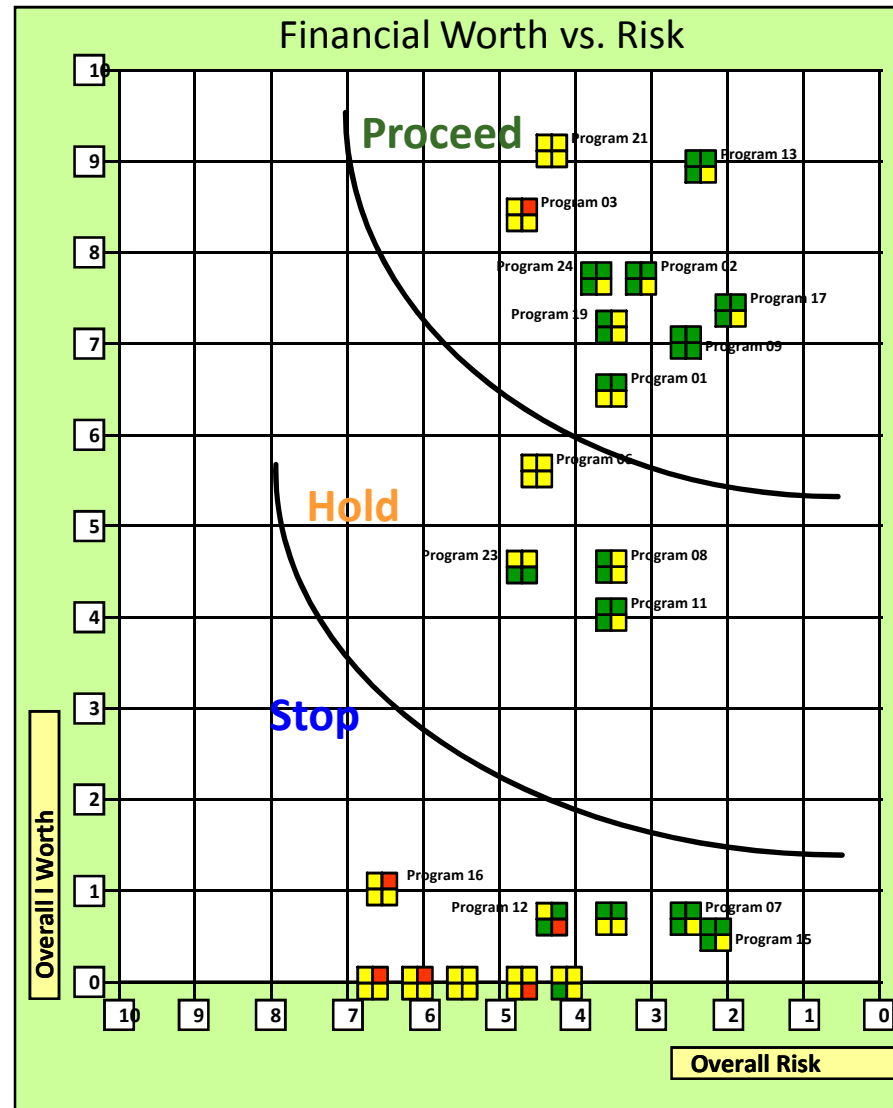 Financial Worth vs. Risk
10
Proceed
Program 21
Program 13
9
Program 03
8
Program 24
Program 02
Program 17
Program 19
7
Program 09
Program 01
6
Program 06
Hold
5
Program 23
Program 08
Program 11
4
3
Stop
2
Overall l Worth
1
Program 16
Program 12
Program 07
Program 15
0
10
9
8
7
6
5
4
3
2
1
0
Overall Risk